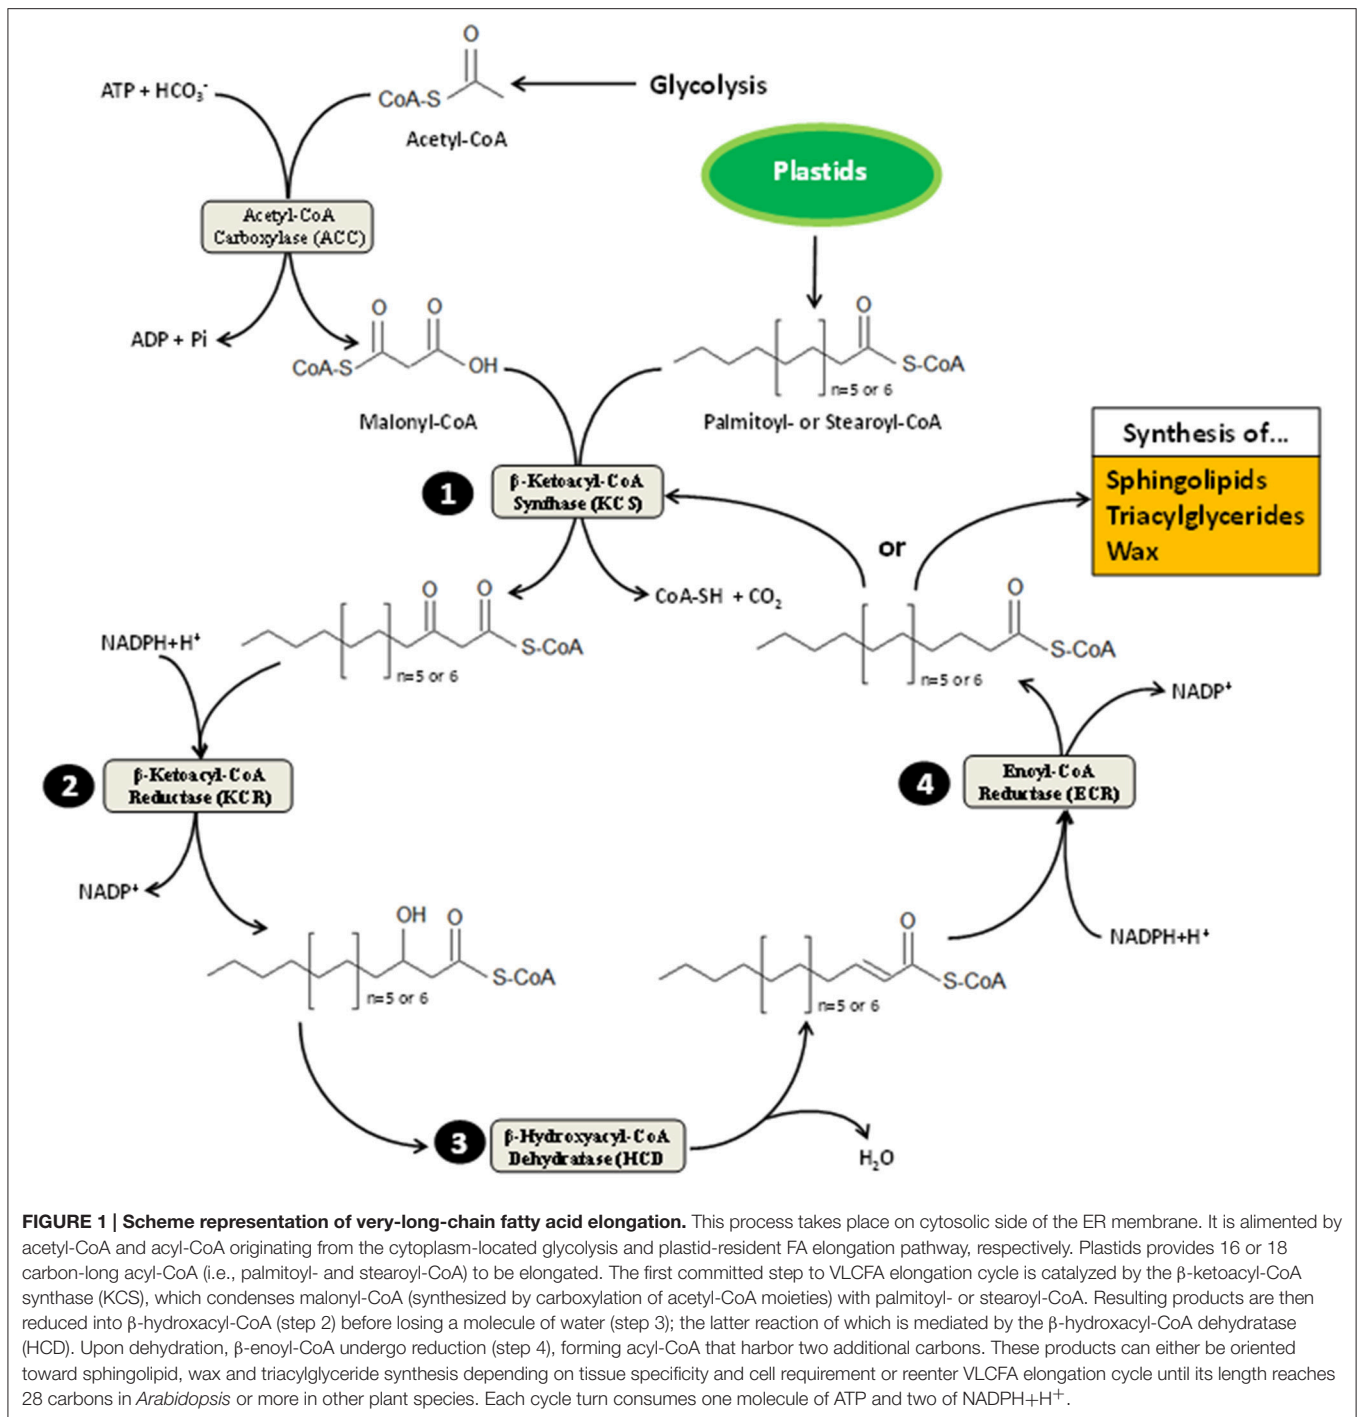 O
ATP + HCO₃⁻
CoA-S
Glycolysis
Acetyl-CoA
Plastids
Acetyl-CoA
Carboxylase (ACC)
O
O
O
ADP + Pi
CoA-S
OH
S-CoA
n=5 or 6
Malonyl-CoA
Palmitoyl- or Stearoyl-CoA
Synthesis of...
Sphingolipids
Triacylglycerides
Wax
1
β-Ketoacyl-CoA
Synthase (KCS)
or
CoA-SH + CO₂
O
O
O
NADPH+H⁺
S-CoA
n=5 or 6
S-CoA
n=5 or 6
NADP⁺
2
β-Ketoacyl-CoA
Reductase (KCR)
4
Enoyl-CoA
Reductase (ECR)
NADP⁺
OH
O
O
NADPH+H⁺
S-CoA
n=5 or 6
S-CoA
n=5 or 6
3
β-Hydroxyacyl-CoA
Dehydratase (HCD
H₂O
FIGURE 1 | Scheme representation of very-long-chain fatty acid elongation. This process takes place on cytosolic side of the ER membrane. It is alimented by
acetyl-CoA and acyl-CoA originating from the cytoplasm-located glycolysis and plastid-resident FA elongation pathway, respectively. Plastids provides 16 or 18
carbon-long acyl-CoA (i.e., palmitoyl- and stearoyl-CoA) to be elongated. The first committed step to VLCFA elongation cycle is catalyzed by the β-ketoacyl-CoA
synthase (KCS), which condenses malonyl-CoA (synthesized by carboxylation of acetyl-CoA moieties) with palmitoyl- or stearoyl-CoA. Resulting products are then
reduced into β-hydroxacyl-CoA (step 2) before losing a molecule of water (step 3); the latter reaction of which is mediated by the β-hydroxacyl-CoA dehydratase
(HCD). Upon dehydration, β-enoyl-CoA undergo reduction (step 4), forming acyl-CoA that harbor two additional carbons. These products can either be oriented
toward sphingolipid, wax and triacylglyceride synthesis depending on tissue specificity and cell requirement or reenter VLCFA elongation cycle until its length reaches
28 carbons in Arabidopsis or more in other plant species. Each cycle turn consumes one molecule of ATP and two of NADPH+H⁺.